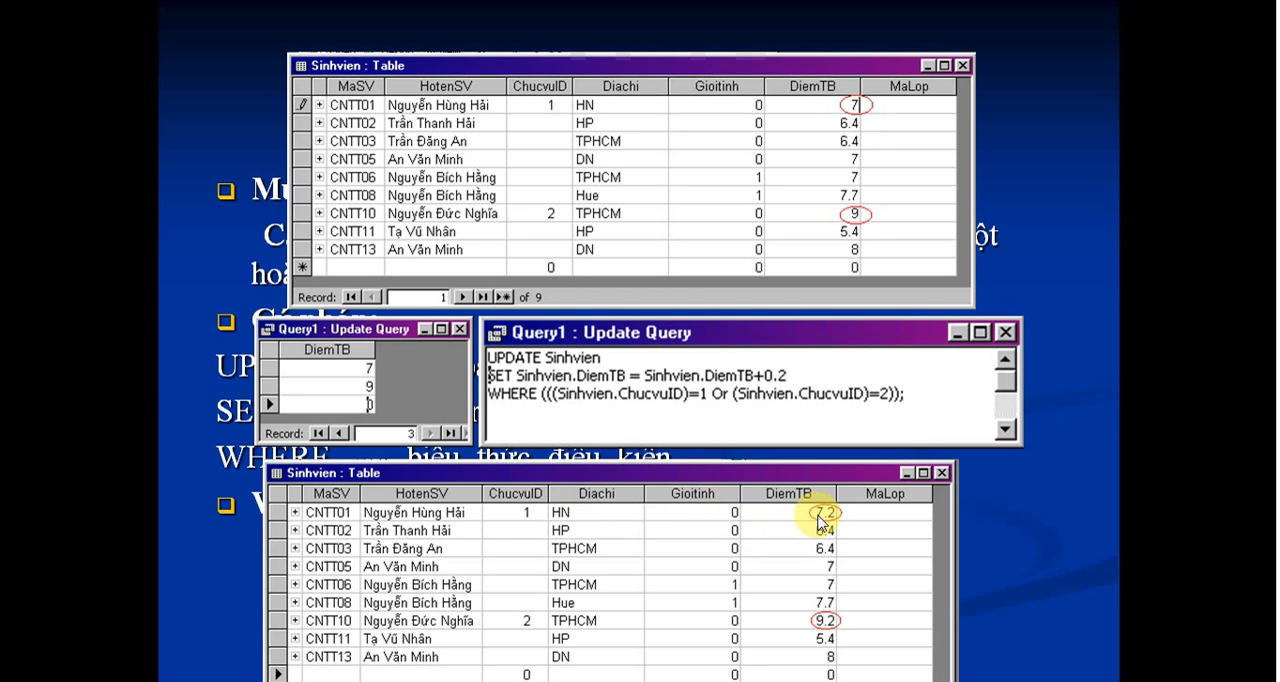 Sinhvien : Table
MaSV HotenSV ChucvuID Diachi Gioitinh DiemTB MaLop
CNTT01 Nguyễn Hùng Hải 1 HN 0 7
CNTT02 Trần Thanh Hải HP 0 6.4
CNTT03 Trần Đăng An TPHCM 0 6.4
CNTT05 An Văn Minh DN 0 7
CNTT06 Nguyễn Bích Hằng TPHCM 1 7
CNTT08 Nguyễn Bích Hằng Hue 1 7.7
CNTT10 Nguyễn Đức Nghĩa 2 TPHCM 0 9
CNTT11 Tạ Vũ Nhân HP 0 5.4
CNTT13 An Văn Minh DN 0 8
0 0 0
Record: 1 of 9
Query1 : Update Query
DiemTB
7
9
0
Record: 3
Query1 : Update Query
UPDATE Sinhvien
SET Sinhvien.DiemTB = Sinhvien.DiemTB+0.2
WHERE (((Sinhvien.ChucvuID)=1 Or (Sinhvien.ChucvuID)=2));
WHERE biểu thức điều kiện
Sinhvien : Table
MaSV HotenSV ChucvuID Diachi Gioitinh DiemTB MaLop
CNTT01 Nguyễn Hùng Hải 1 HN 0 7.2
CNTT02 Trần Thanh Hải HP 0 6.4
CNTT03 Trần Đăng An TPHCM 0 6.4
CNTT05 An Văn Minh DN 0 7
CNTT06 Nguyễn Bích Hằng TPHCM 1 7
CNTT08 Nguyễn Bích Hằng Hue 1 7.7
CNTT10 Nguyễn Đức Nghĩa 2 TPHCM 0 9.2
CNTT11 Tạ Vũ Nhân HP 0 5.4
CNTT13 An Văn Minh DN 0 8
0 0 0